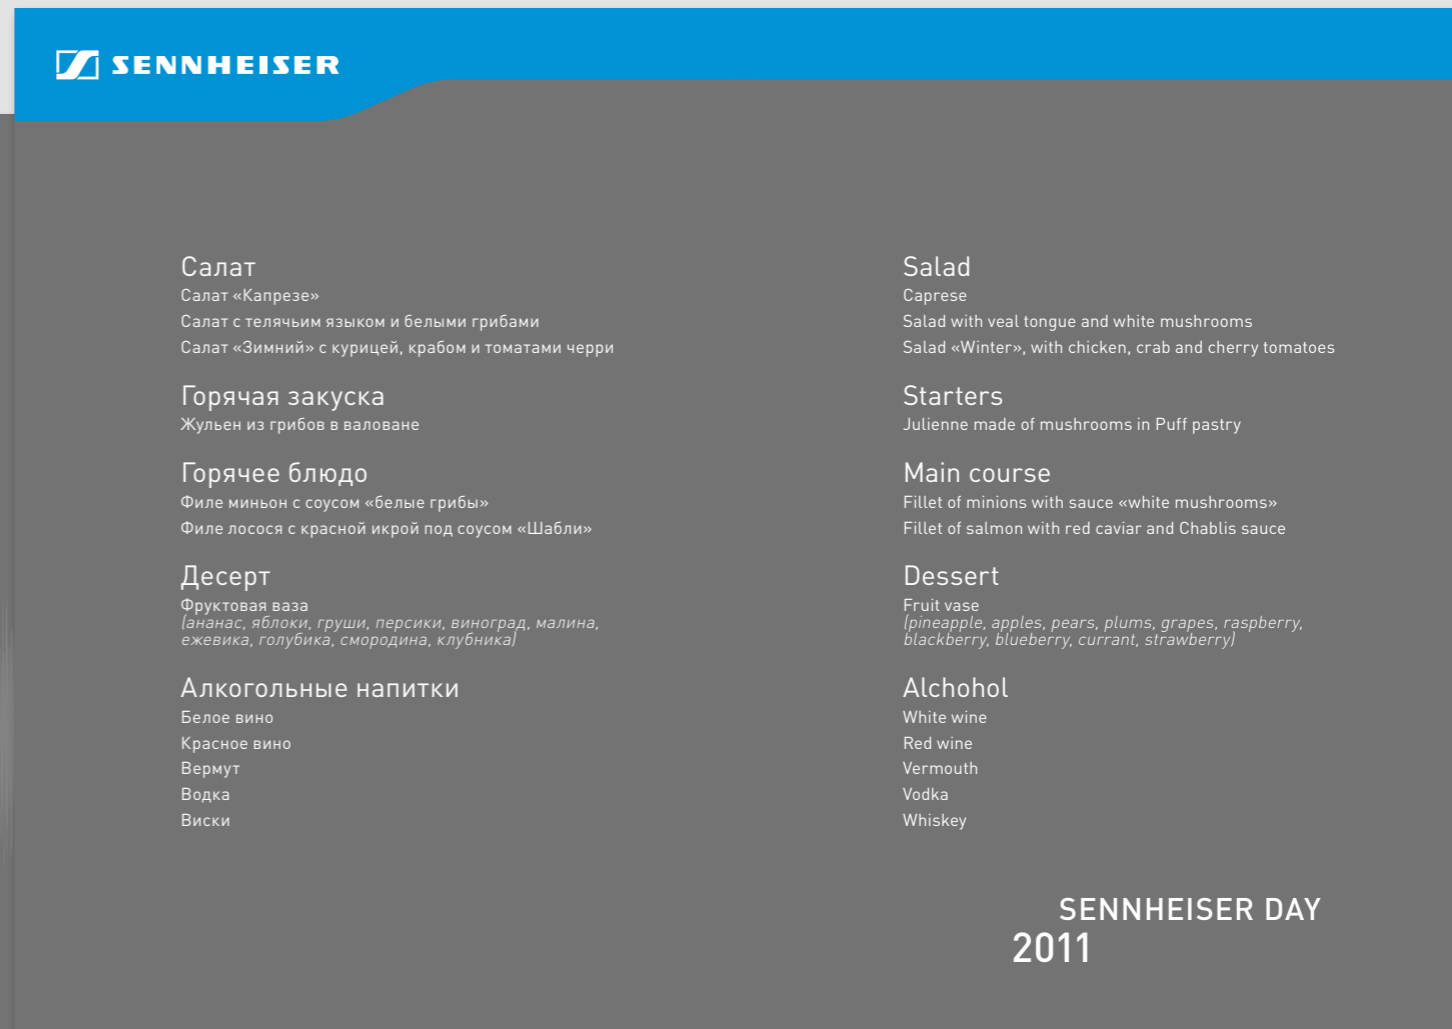 SENNHEISER
Салат
Салат «Капрезе»
Салат с телячьим языком и белыми грибами
Салат «Зимний» с курицей, крабом и томатами черри
Горячая закуска
Жульен из грибов в валоване
Горячее блюдо
Филе миньон с соусом «белые грибы»
Филе лосося с красной икрой под соусом «Шабли»
Десерт
Фруктовая ваза
(ананас, яблоки, груши, персики, виноград, малина,
ежевика, голубика, смородина, клубника)
Алкогольные напитки
Белое вино
Красное вино
Вермут
Водка
Виски
Salad
Caprese
Salad with veal tongue and white mushrooms
Salad «Winter», with chicken, crab and cherry tomatoes
Starters
Julienne made of mushrooms in Puff pastry
Main course
Fillet of minions with sauce «white mushrooms»
Fillet of salmon with red caviar and Chablis sauce
Dessert
Fruit vase
(pineapple, apples, pears, plums, grapes, raspberry,
blackberry, blueberry, currant, strawberry)
Alchohol
White wine
Red wine
Vermouth
Vodka
Whiskey
SENNHEISER DAY
2011